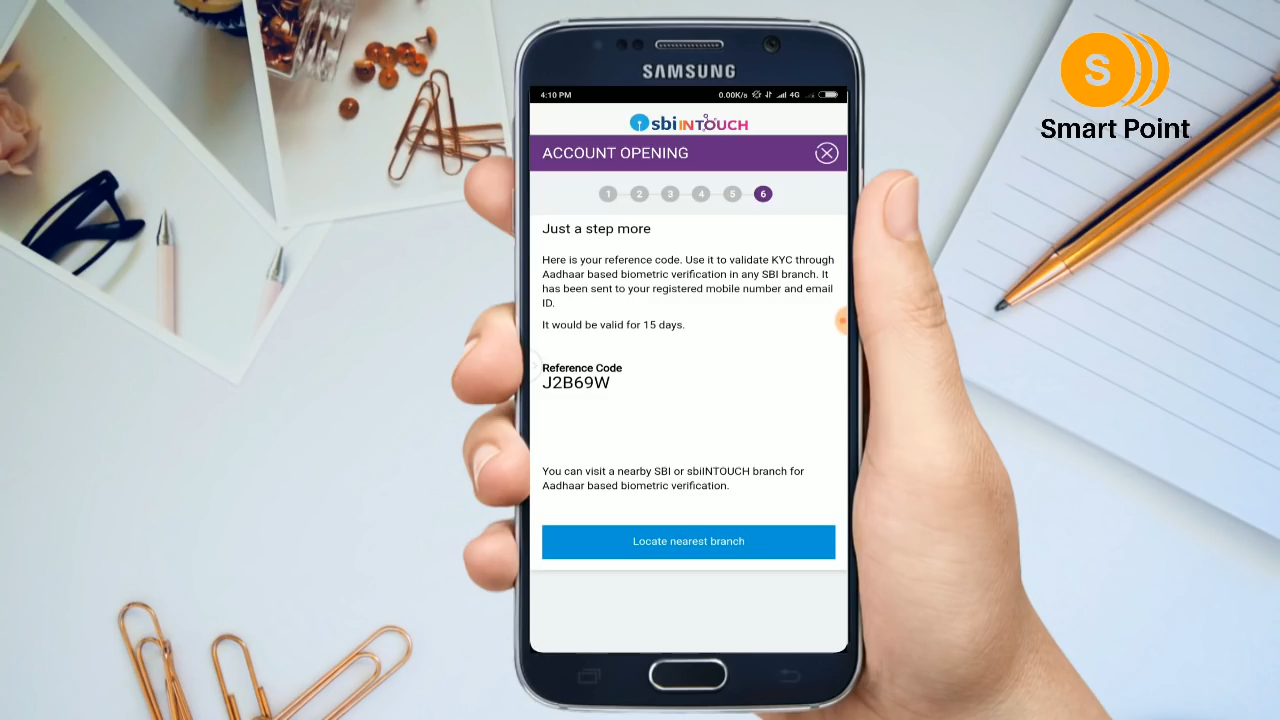 S
Smart Point
SAMSUNG
4:10 PM 0.00K/s 4G
sbi INTOUCH
ACCOUNT OPENING
1 2 3 4 5 6
Just a step more
Here is your reference code. Use it to validate KYC through
Aadhaar based biometric verification in any SBI branch. It
has been sent to your registered mobile number and email
ID.
It would be valid for 15 days.
Reference Code
J2B69W
You can visit a nearby SBI or sbiINTOUCH branch for
Aadhaar based biometric verification.
Locate nearest branch